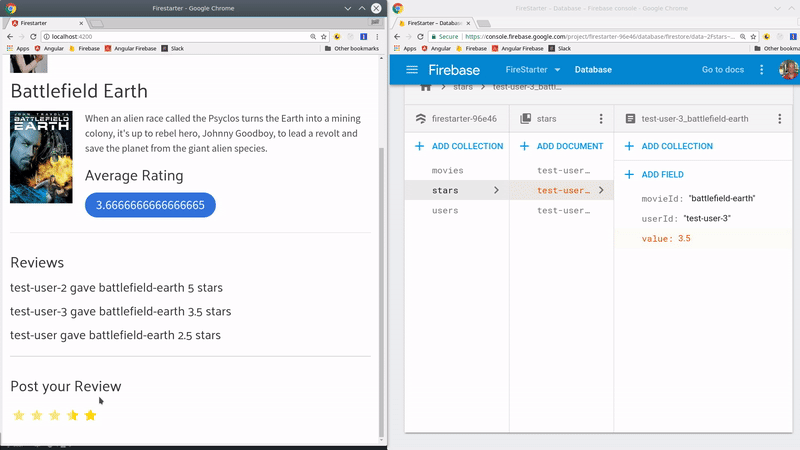 Firestarter - Google Chrome
Firestarter
localhost:4200
Apps Angular Firebase Angular Firebase Slack Other bookmarks
Battlefield Earth
JOHN TRAVOLTA
BATTLEFIELD
EARTH
When an alien race called the Psyclos turns the Earth into a mining
colony, it's up to rebel hero, Johnny Goodboy, to lead a revolt and
save the planet from the giant alien species.
Average Rating
3.6666666666666665
Reviews
test-user-2 gave battlefield-earth 5 stars
test-user-3 gave battlefield-earth 3.5 stars
test-user gave battlefield-earth 2.5 stars
Post your Review
FireStarter - Database - Firebase console - Google Chrome
FireStarter - Databas
Secure https://console.firebase.google.com/project/firestarter-96e46/database/firestore/data~2Fstars~...
Apps Angular Firebase Angular Firebase Slack Other bookmarks
Firebase FireStarter Database Go to docs
stars test-user-3_battl...
firestarter-96e46 stars test-user-3_battlefield-earth
+ ADD COLLECTION + ADD DOCUMENT + ADD COLLECTION
movies test-user...
stars test-user...
users test-user...
+ ADD FIELD
movieId: "battlefield-earth"
userId: "test-user-3"
value: 3.5